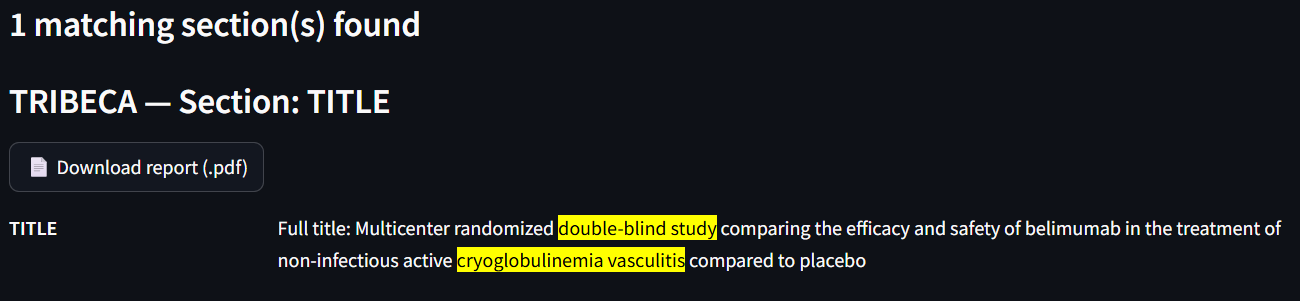 1 matching section(s) found
TRIBECA — Section: TITLE
Download report (.pdf)
TITLE
Full title: Multicenter randomized double-blind study comparing the efficacy and safety of belimumab in the treatment of
non-infectious active cryoglobulinemia vasculitis compared to placebo